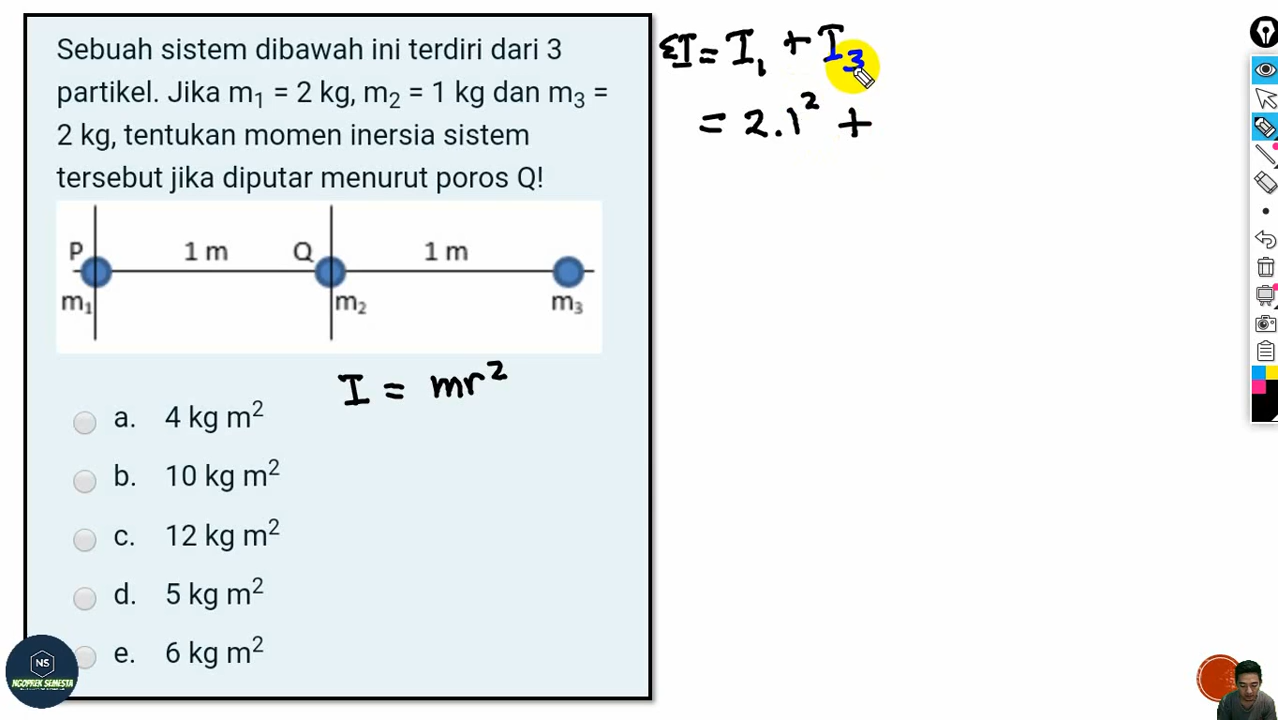 Sebuah sistem dibawah ini terdiri dari 3
partikel. Jika m₁ = 2 kg, m₂ = 1 kg dan m₃ =
2 kg, tentukan momen inersia sistem
tersebut jika diputar menurut poros Q!
P 1 m Q 1 m
m₁ m₂ m₃
I = mr²
a. 4 kg m²
b. 10 kg m²
c. 12 kg m²
d. 5 kg m²
e. 6 kg m²
ΣI = I₁ + I₃
= 2.1² +
NS
NGOPREK SEMESTA